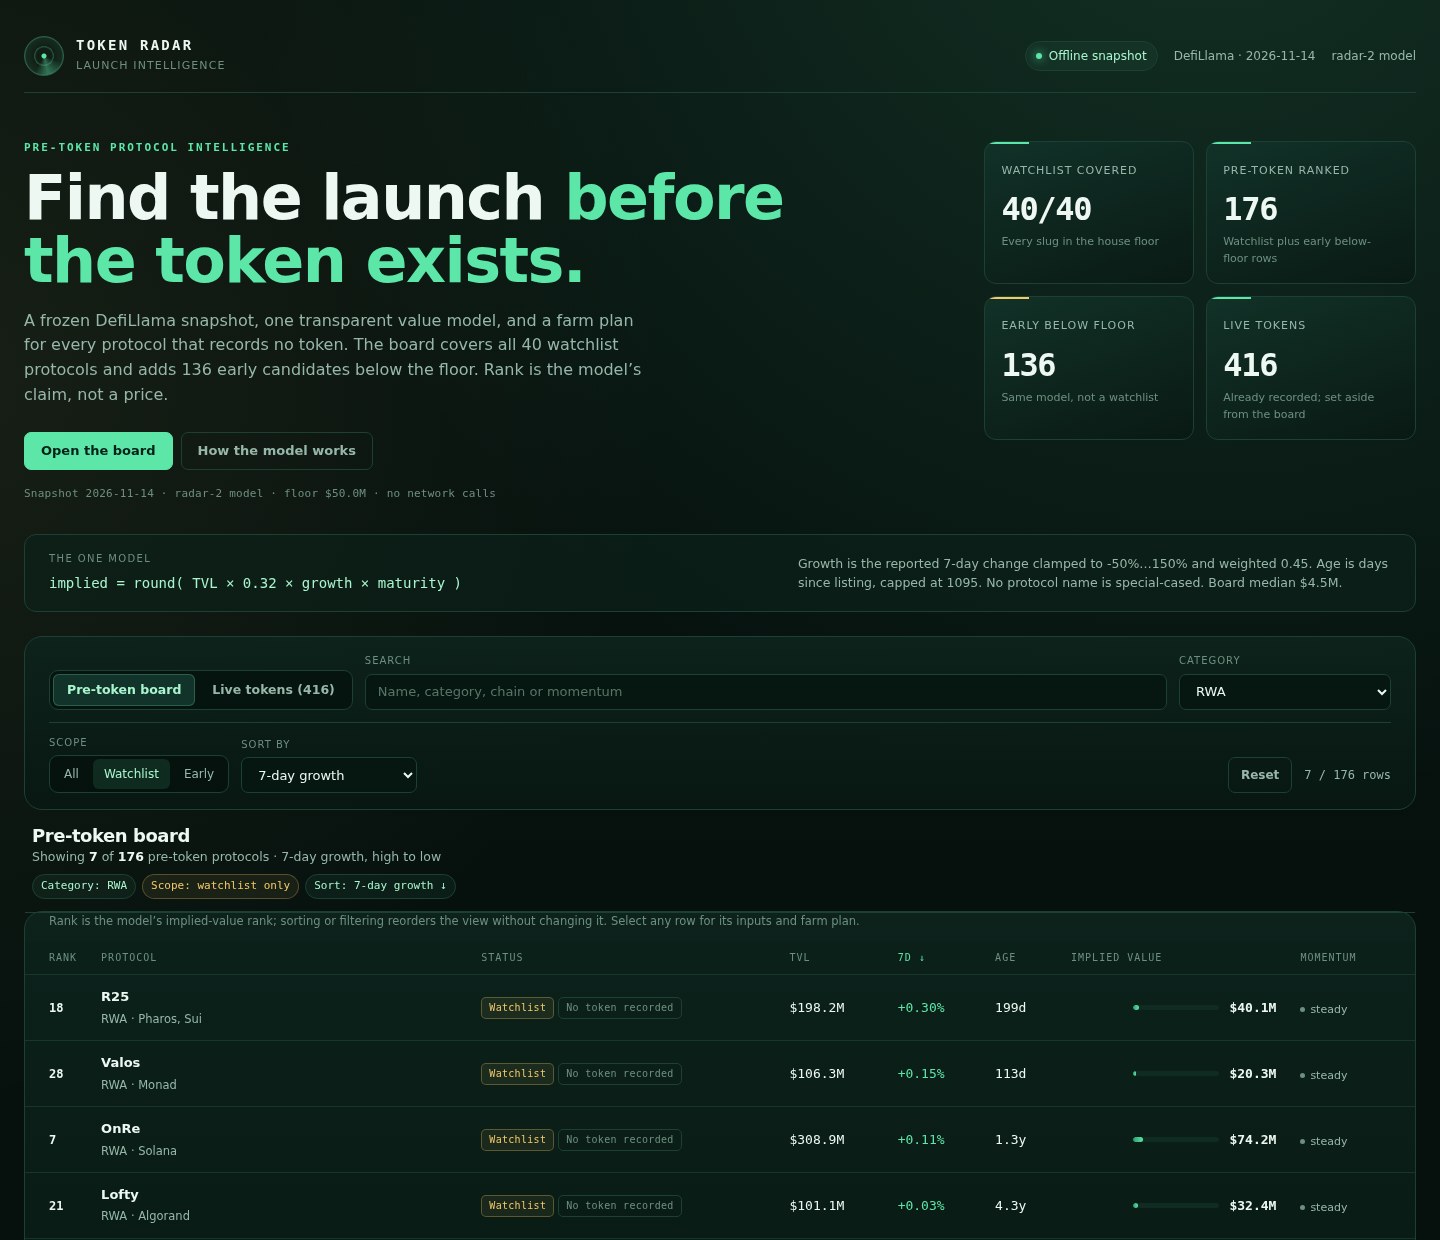 TOKEN RADAR
LAUNCH INTELLIGENCE
Offline snapshot
DefiLlama · 2026-11-14
radar-2 model
PRE-TOKEN PROTOCOL INTELLIGENCE
Find the launch before
the token exists.
A frozen DefiLlama snapshot, one transparent value model, and a farm plan
for every protocol that records no token. The board covers all 40 watchlist
protocols and adds 136 early candidates below the floor. Rank is the model’s
claim, not a price.
Open the board
How the model works
Snapshot 2026-11-14 · radar-2 model · floor $50.0M · no network calls
WATCHLIST COVERED
40/40
Every slug in the house floor
PRE-TOKEN RANKED
176
Watchlist plus early below-
floor rows
EARLY BELOW FLOOR
136
Same model, not a watchlist
LIVE TOKENS
416
Already recorded; set aside
from the board
THE ONE MODEL
implied = round( TVL × 0.32 × growth × maturity )
Growth is the reported 7-day change clamped to -50%…150% and weighted 0.45. Age is days
since listing, capped at 1095. No protocol name is special-cased. Board median $4.5M.
Pre-token board
Live tokens (416)
SEARCH
Name, category, chain or momentum
CATEGORY
RWA
SCOPE
All
Watchlist
Early
SORT BY
7-day growth
Reset
7 / 176 rows
Pre-token board
Showing 7 of 176 pre-token protocols · 7-day growth, high to low
Category: RWA
Scope: watchlist only
Sort: 7-day growth ↓
Rank is the model’s implied-value rank; sorting or filtering reorders the view without changing it. Select any row for its inputs and farm plan.
RANK PROTOCOL STATUS TVL 7D ↓ AGE IMPLIED VALUE MOMENTUM
18 R25 Watchlist No token recorded $198.2M +0.30% 199d $40.1M steady
RWA · Pharos, Sui
28 Valos Watchlist No token recorded $106.3M +0.15% 113d $20.3M steady
RWA · Monad
7 OnRe Watchlist No token recorded $308.9M +0.11% 1.3y $74.2M steady
RWA · Solana
21 Lofty Watchlist No token recorded $101.1M +0.03% 4.3y $32.4M steady
RWA · Algorand